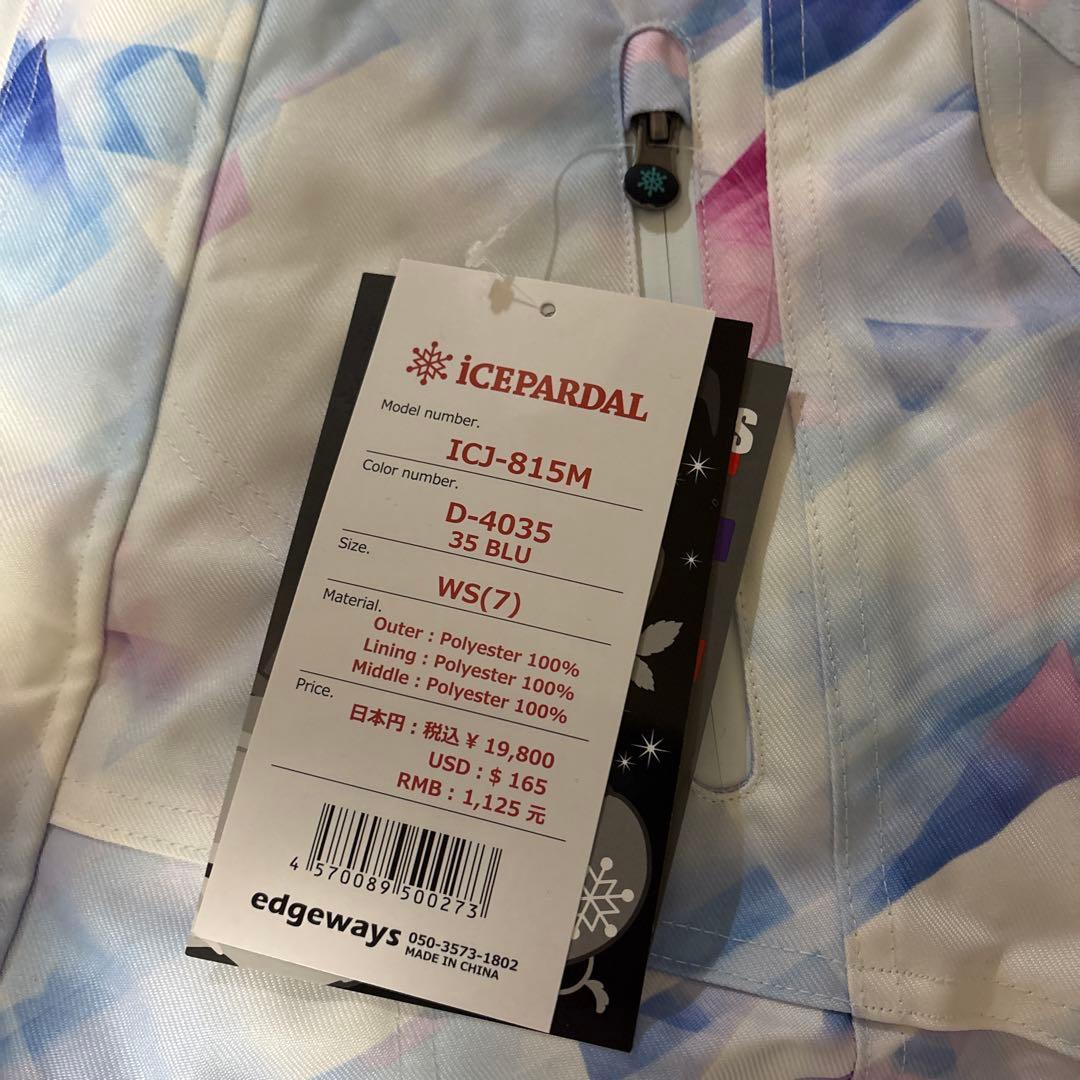 iCEPARDAL
Model number.
ICJ-815M
Color number.
D-4035
35 BLU
Size.
WS(7)
Material.
Outer : Polyester 100%
Lining : Polyester 100%
Middle : Polyester 100%
Price.
日本円 : 税込 ¥ 19,800
USD : $ 165
RMB : 1,125 元
4 570089 500273
edgeways 050-3573-1802
MADE IN CHINA
S